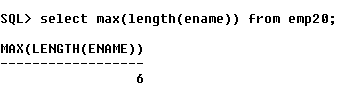 SQL> select max(length(ename)) from emp20;
MAX(LENGTH(ENAME))
------------------
6